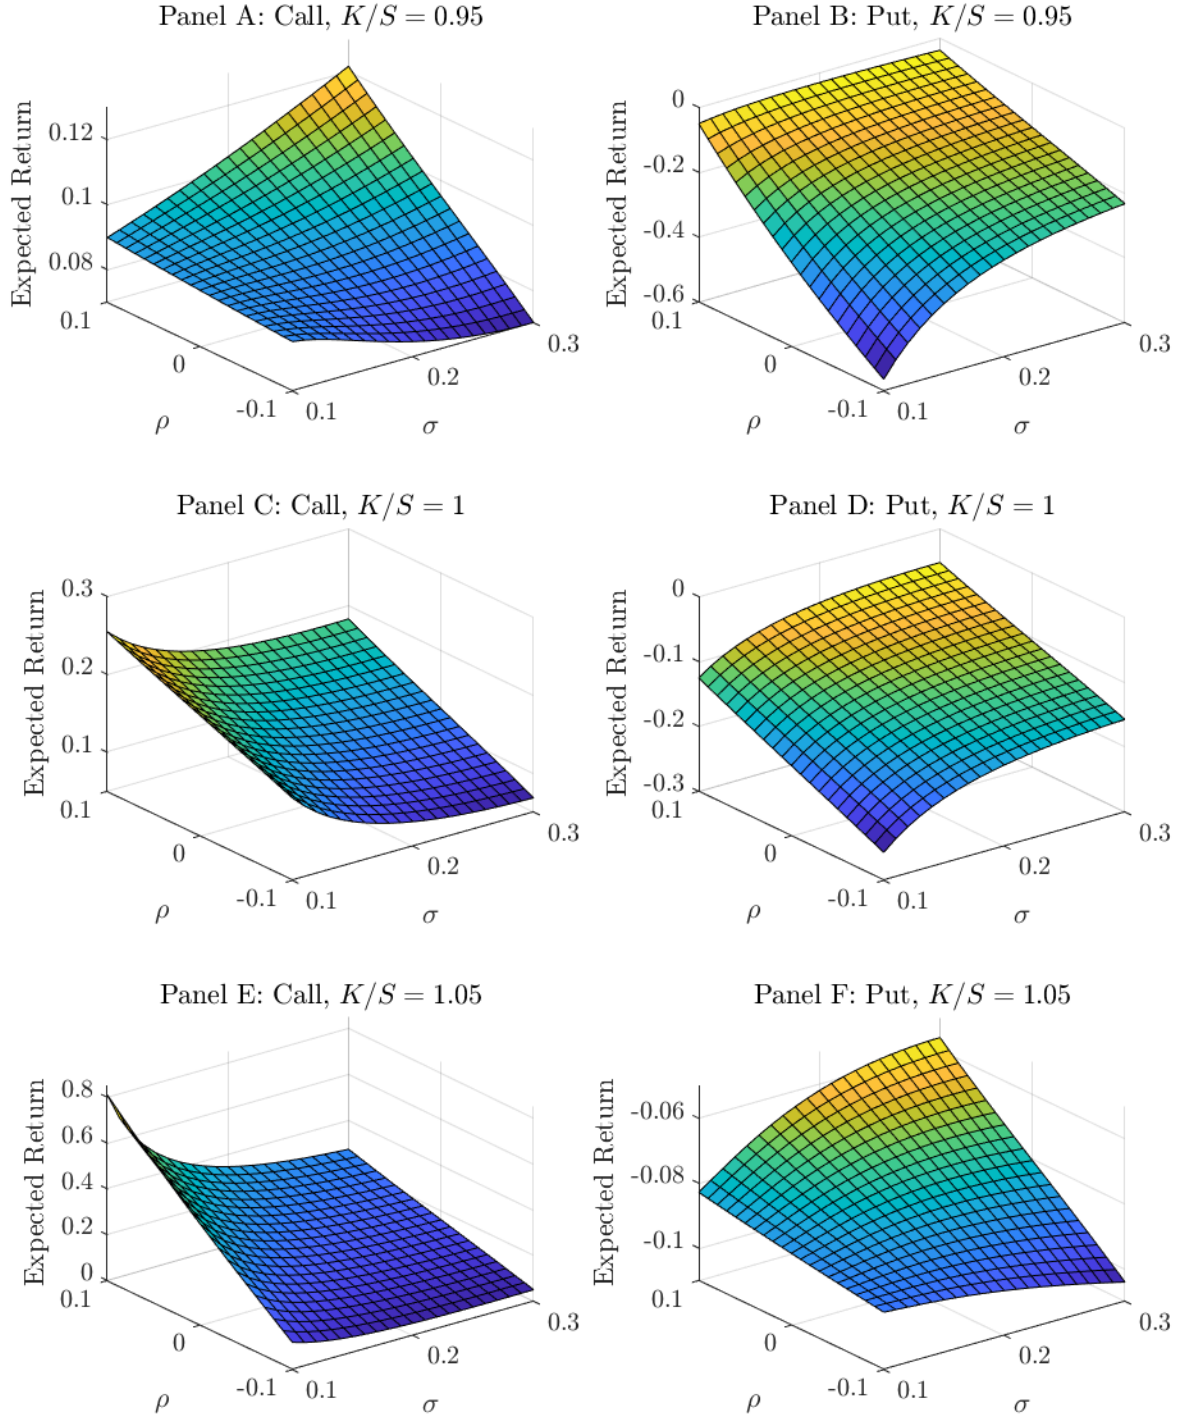 Panel A: Call, K/S = 0.95
Expected Return
0.12
0.1
0.08
0.1
0
-0.1
ρ
0.1
0.2
0.3
σ
Panel B: Put, K/S = 0.95
Expected Return
0
-0.2
-0.4
-0.6
0.1
0
-0.1
ρ
0.1
0.2
0.3
σ
Panel C: Call, K/S = 1
Expected Return
0.3
0.2
0.1
0.1
0
-0.1
ρ
0.1
0.2
0.3
σ
Panel D: Put, K/S = 1
Expected Return
0
-0.1
-0.2
-0.3
0.1
0
-0.1
ρ
0.1
0.2
0.3
σ
Panel E: Call, K/S = 1.05
Expected Return
0.8
0.6
0.4
0.2
0
0.1
0
-0.1
ρ
0.1
0.2
0.3
σ
Panel F: Put, K/S = 1.05
Expected Return
-0.06
-0.08
-0.1
0.1
0
-0.1
ρ
0.1
0.2
0.3
σ